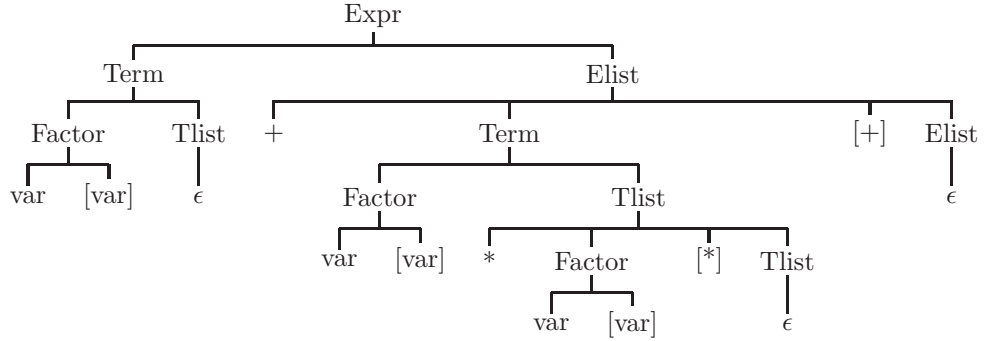 Expr
Term Elist
Factor Tlist + Term [+] Elist
var [var] ϵ Factor Tlist ϵ
var [var] * Factor [*] Tlist
var [var] ϵ